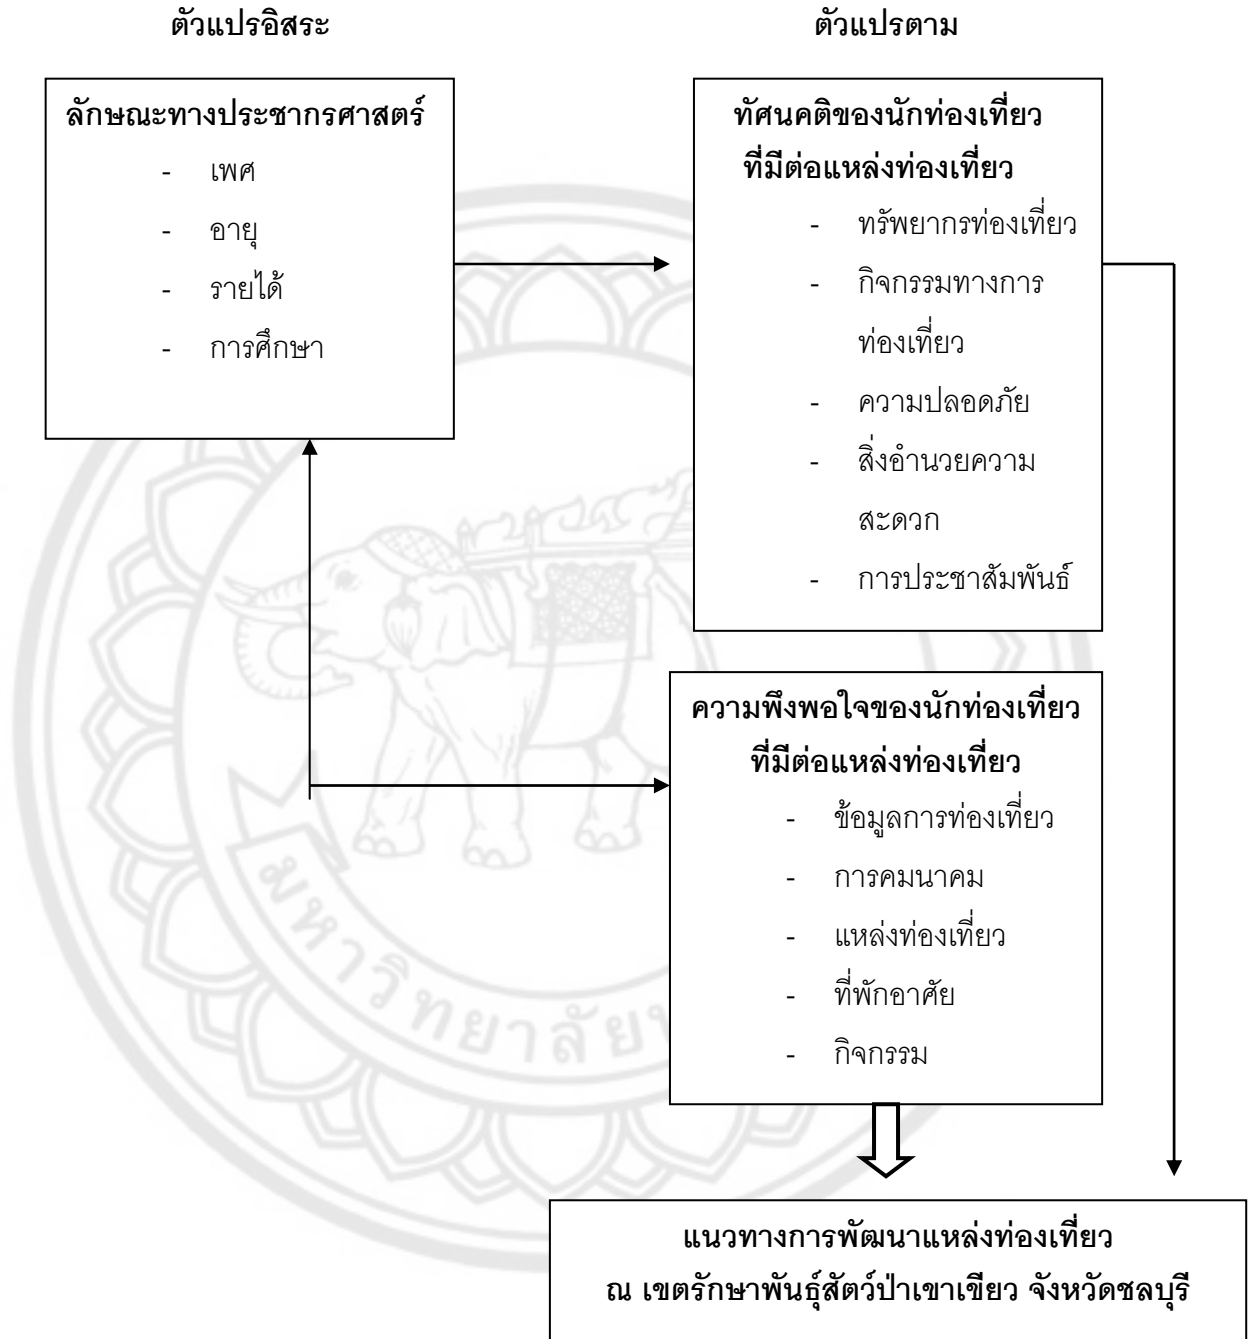 ตัวแปรอิสระ
ตัวแปรตาม
ลักษณะทางประชากรศาสตร์
- เพศ
- อายุ
- รายได้
- การศึกษา
ทัศนคติของนักท่องเที่ยว
ที่มีต่อแหล่งท่องเที่ยว
- ทรัพยากรท่องเที่ยว
- กิจกรรมทางการ
ท่องเที่ยว
- ความปลอดภัย
- สิ่งอำนวยความ
สะดวก
- การประชาสัมพันธ์
ความพึงพอใจของนักท่องเที่ยว
ที่มีต่อแหล่งท่องเที่ยว
- ข้อมูลการท่องเที่ยว
- การคมนาคม
- แหล่งท่องเที่ยว
- ที่พักอาศัย
- กิจกรรม
แนวทางการพัฒนาแหล่งท่องเที่ยว
ณ เขตรักษาพันธุ์สัตว์ป่าเขาเขียว จังหวัดชลบุรี
มหาวิทยาลัย